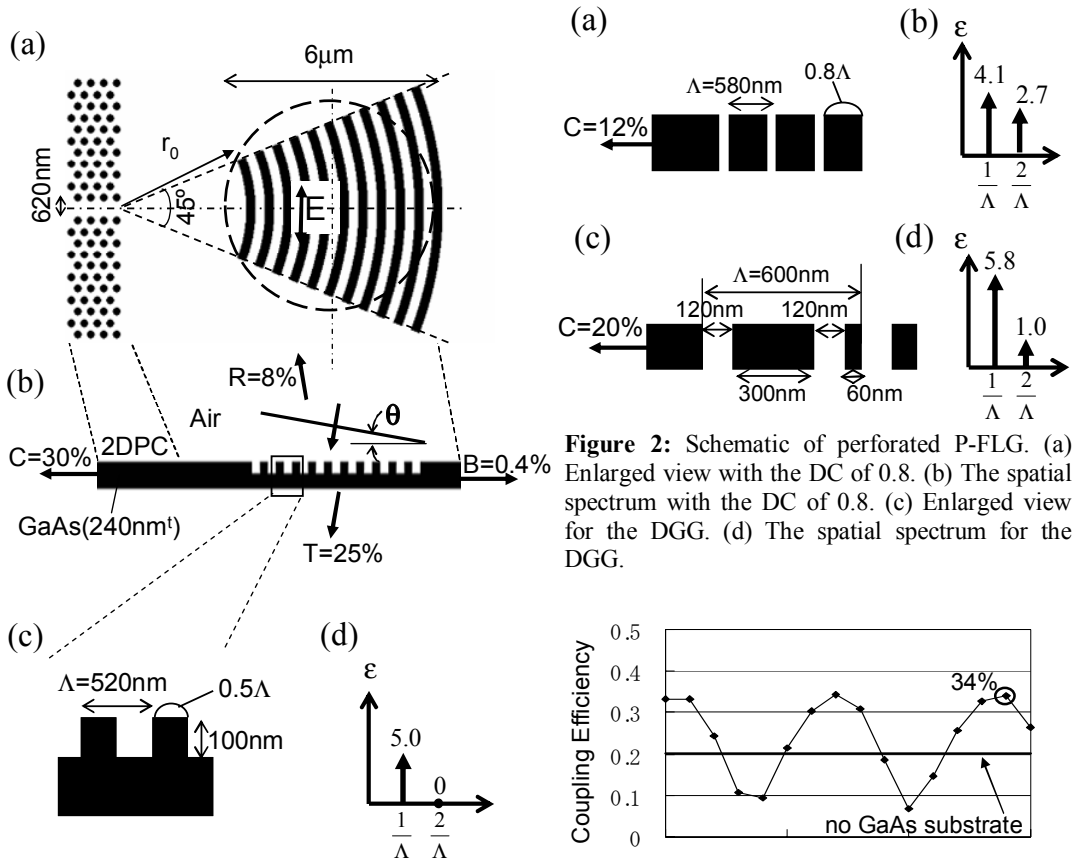 (a)
6μm
r0
620nm
45°
E
(b)
R=8%
Air
θ
2DPC
C=30%
B=0.4%
GaAs(240nmt)
T=25%
(c)
Λ=520nm
0.5Λ
100nm
(d)
ε
5.0
0
1/Λ
2/Λ
(a)
Λ=580nm
0.8Λ
C=12%
(b)
ε
4.1
2.7
1/Λ
2/Λ
(c)
Λ=600nm
120nm
120nm
C=20%
300nm
60nm
(d)
ε
5.8
1.0
1/Λ
2/Λ
Figure 2: Schematic of perforated P-FLG. (a)
Enlarged view with the DC of 0.8. (b) The spatial
spectrum with the DC of 0.8. (c) Enlarged view
for the DGG. (d) The spatial spectrum for the
DGG.
Coupling Efficiency
0.5
0.4
0.3
0.2
0.1
0
34%
no GaAs substrate